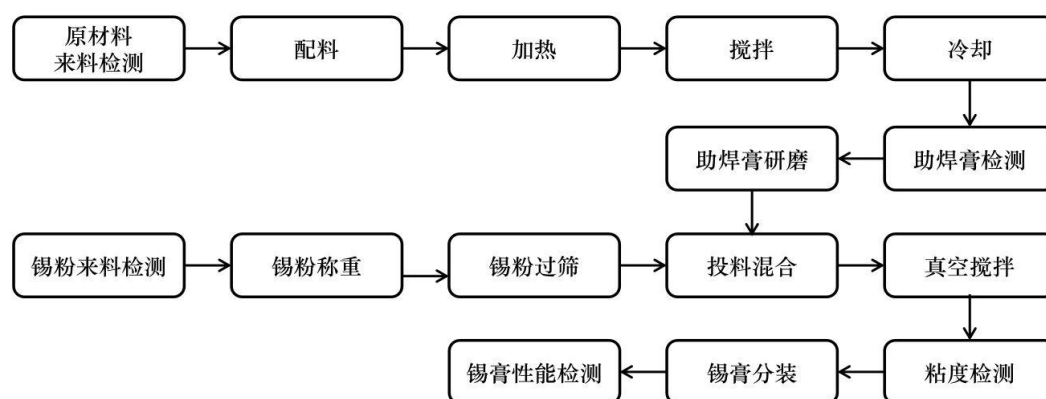 原材料
来料检测
配料
加热
搅拌
冷却
助焊膏研磨
助焊膏检测
锡粉来料检测
锡粉称重
锡粉过筛
投料混合
真空搅拌
锡膏性能检测
锡膏分装
粘度检测